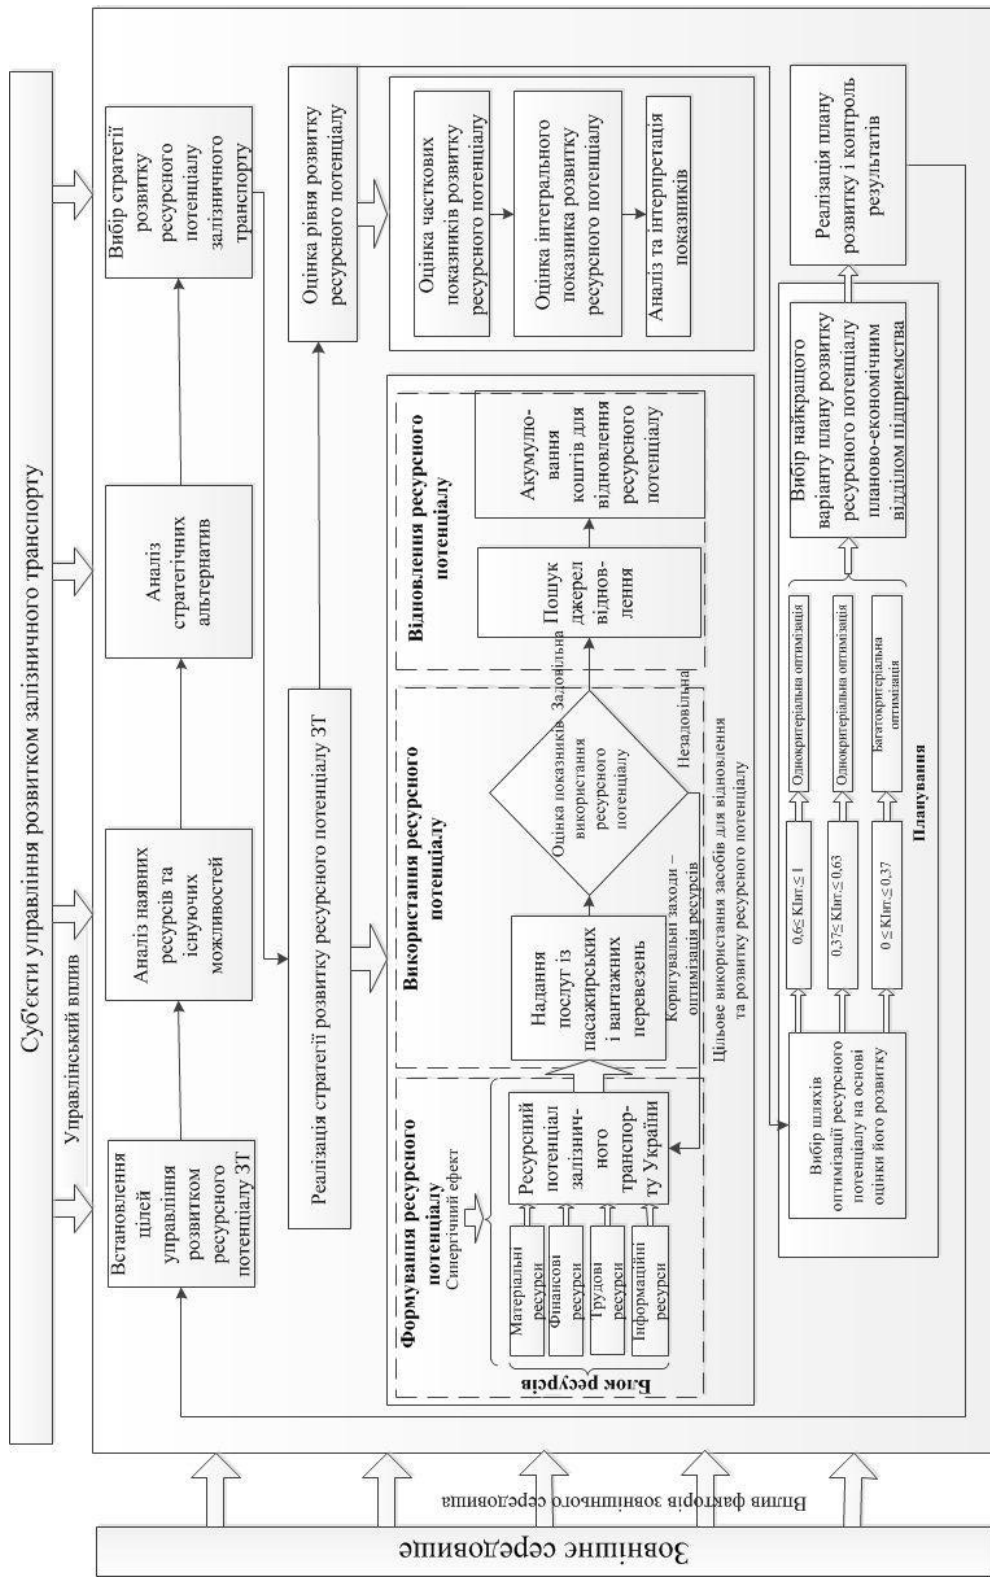 Суб'єкти управління розвитком залізничного транспорту
Управлінський вплив
Встановлення
цілей
управління
розвитком
ресурсного
потенціалу ЗТ
Аналіз наявних
ресурсів та
існуючих
можливостей
Аналіз
стратегічних
альтернатив
Вибір стратегії
розвитку
ресурсного
потенціалу
залізничного
транспорту
Реалізація стратегії розвитку ресурсного потенціалу ЗТ
Оцінка рівня розвитку
ресурсного потенціалу
Формування ресурсного
потенціалу
Синергічний ефект
Матеріальні
ресурси
Фінансові
ресурси
Трудові
ресурси
Інформаційні
ресурси
Блок ресурсів
Ресурсний
потенціал
залізнич-
ного
транспор-
ту України
Використання ресурсного
потенціалу
Надання
послуг із
пасажирських
і вантажних
перевезень
Оцінка показників
використання
ресурсного
потенціалу
Задовільна
Незадовільна
Коригувальні заходи –
оптимізація ресурсів
Відновлення ресурсного
потенціалу
Пошук
джерел
віднов-
лення
Акумулю-
вання
коштів для
відновлення
ресурсного
потенціалу
Цільове використання засобів для відновлення
та розвитку ресурсного потенціалу
Оцінка часткових
показників розвитку
ресурсного потенціалу
Оцінка інтегрального
показника розвитку
ресурсного потенціалу
Аналіз та інтерпретація
показників
Вибір шляхів
оптимізації ресурсного
потенціалу на основі
оцінки його розвитку
0,6≤ КІнт.≤ 1
0,37≤ КІнт.≤ 0,63
0 ≤ КІнт.≤ 0,37
Однокритеріальна оптимізація
Однокритеріальна оптимізація
Багатокритеріальна
оптимізація
Планування
Вибір найкращого
варіанту плану розвитку
ресурсного потенціалу
планово-економічним
відділом підприємства
Реалізація плану
розвитку і контроль
результатів
Вплив факторів зовнішнього середовища
Зовнішнє середовище